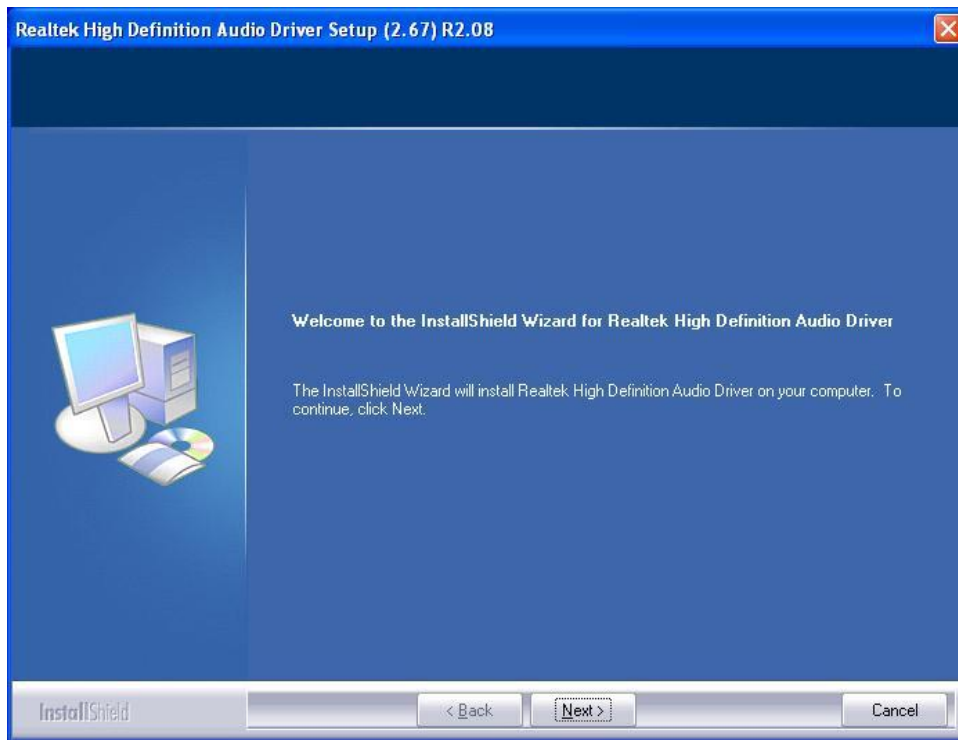 Realtek High Definition Audio Driver Setup (2.67) R2.08
Welcome to the InstallShield Wizard for Realtek High Definition Audio Driver
The InstallShield Wizard will install Realtek High Definition Audio Driver on your computer. To
continue, click Next.
InstallShield
< Back
Next >
Cancel